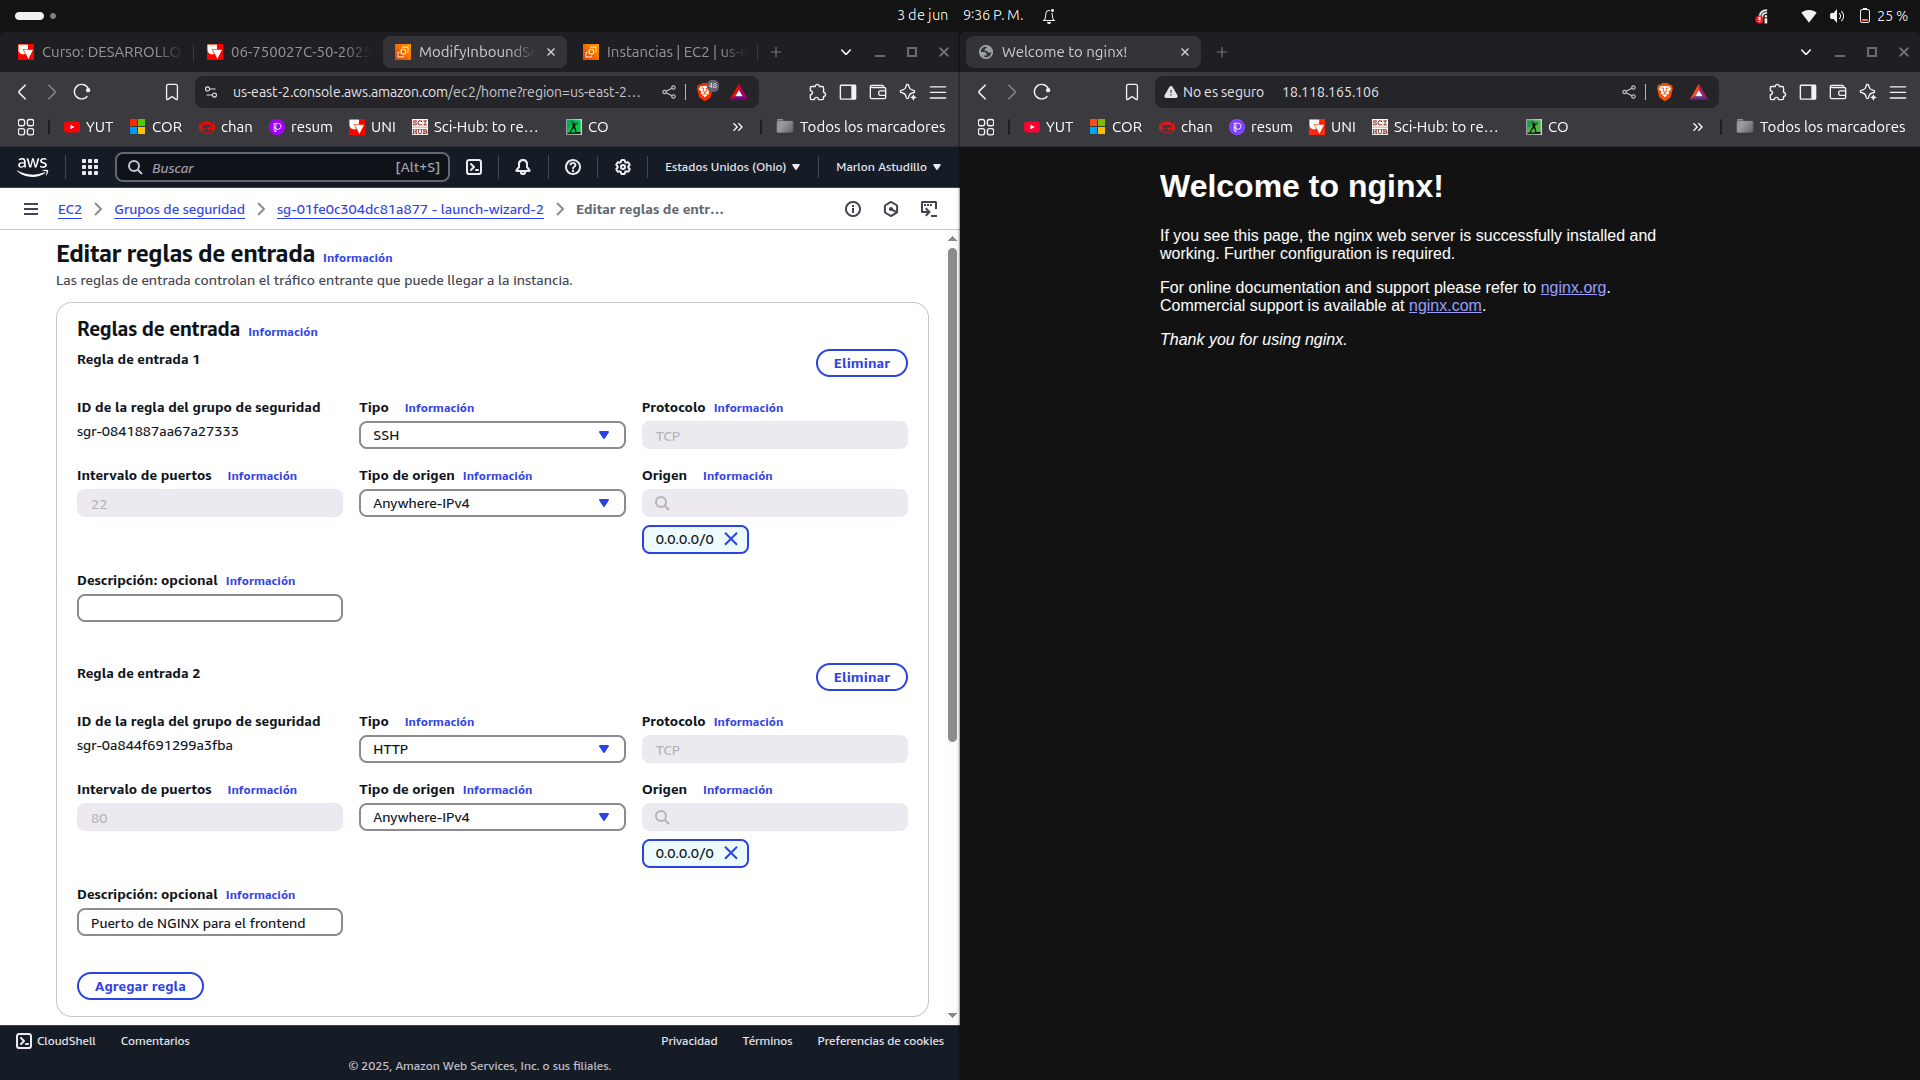 3 de jun 9:36 P. M.
25 %
Curso: DESARROLLO
06-750027C-50-2025
ModifyInboundS
Instancias | EC2 | us-e
us-east-2.console.aws.amazon.com/ec2/home?region=us-east-2...
YUT
COR
chan
resum
UNI
Sci-Hub: to re...
CO
»
Todos los marcadores
aws
Buscar
[Alt+S]
Estados Unidos (Ohio)
Marlon Astudillo
EC2
Grupos de seguridad
sg-01fe0c304dc81a877 - launch-wizard-2
Editar reglas de entr...
Editar reglas de entrada Información
Las reglas de entrada controlan el tráfico entrante que puede llegar a la instancia.
Reglas de entrada Información
Regla de entrada 1
Eliminar
ID de la regla del grupo de seguridad
sgr-0841887aa67a27333
Tipo Información
SSH
Protocolo Información
TCP
Intervalo de puertos Información
22
Tipo de origen Información
Anywhere-IPv4
Origen Información
0.0.0.0/0
Descripción: opcional Información
Regla de entrada 2
Eliminar
ID de la regla del grupo de seguridad
sgr-0a844f691299a3fba
Tipo Información
HTTP
Protocolo Información
TCP
Intervalo de puertos Información
80
Tipo de origen Información
Anywhere-IPv4
Origen Información
0.0.0.0/0
Descripción: opcional Información
Puerto de NGINX para el frontend
Agregar regla
CloudShell
Comentarios
Privacidad
Términos
Preferencias de cookies
© 2025, Amazon Web Services, Inc. o sus filiales.
Welcome to nginx!
No es seguro 18.118.165.106
YUT
COR
chan
resum
UNI
Sci-Hub: to re...
CO
»
Todos los marcadores
Welcome to nginx!
If you see this page, the nginx web server is successfully installed and
working. Further configuration is required.
For online documentation and support please refer to nginx.org.
Commercial support is available at nginx.com.
Thank you for using nginx.